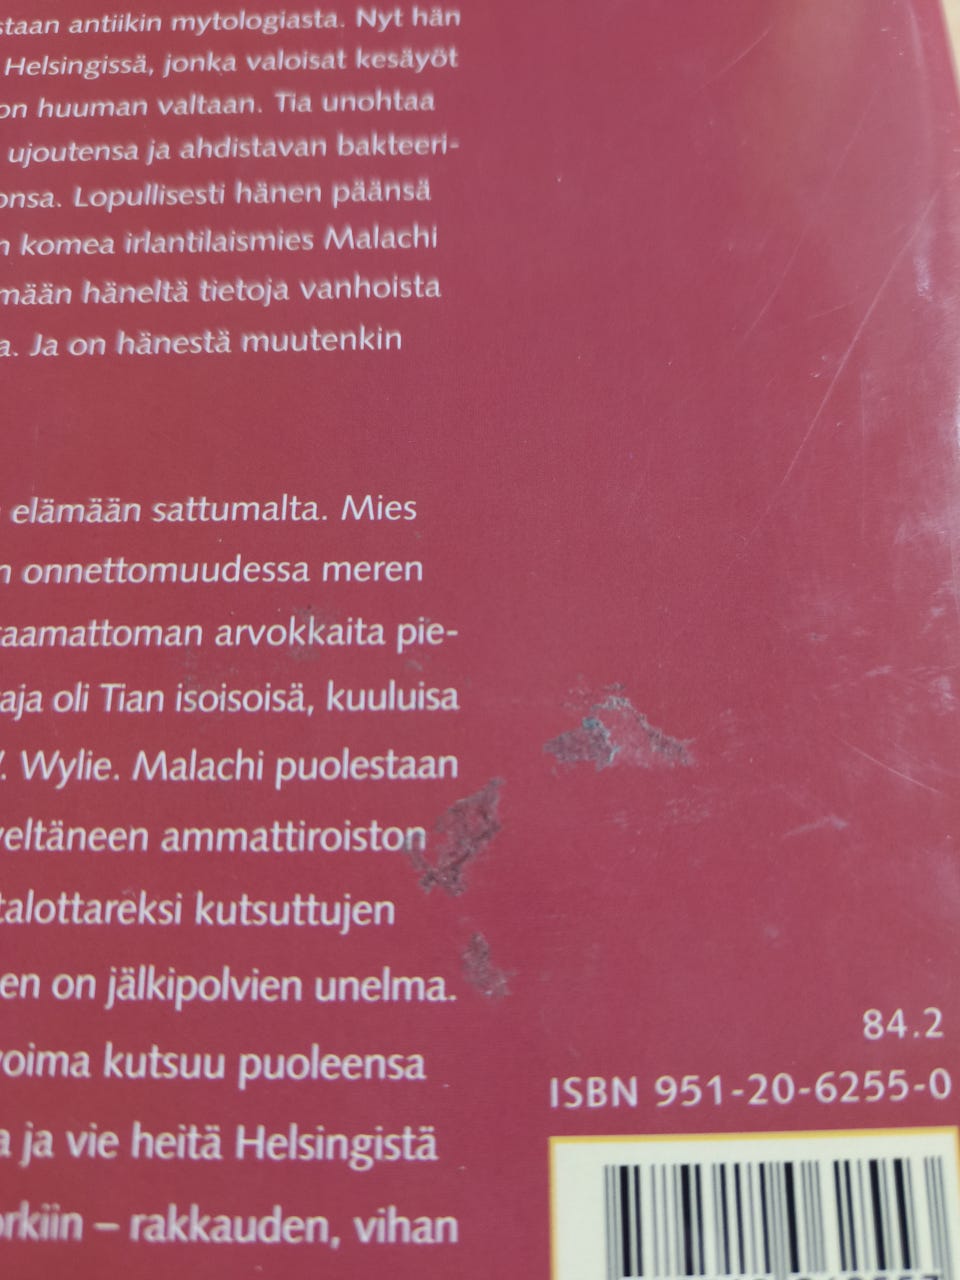 staan antiikin mytologiasta. Nyt hän
Helsingissä, jonka valoisat kesäyöt
on huuman valtaan. Tia unohtaa
ujoutensa ja ahdistavan bakteeri-
onsa. Lopullisesti hänen päänsä
n komea irlantilaismies Malachi
mään häneltä tietoja vanhoista
a. Ja on hänestä muutenkin
elämään sattumalta. Mies
n onnettomuudessa meren
taamattoman arvokkaita pie-
aja oli Tian isoisoisä, kuuluisa
. Wylie. Malachi puolestaan
veltäneen ammattiroiston
talottareksi kutsuttujen
en on jälkipolvien unelma.
voima kutsuu puoleensa
a ja vie heitä Helsingistä
orkiin – rakkauden, vihan
84.2
ISBN 951-20-6255-0